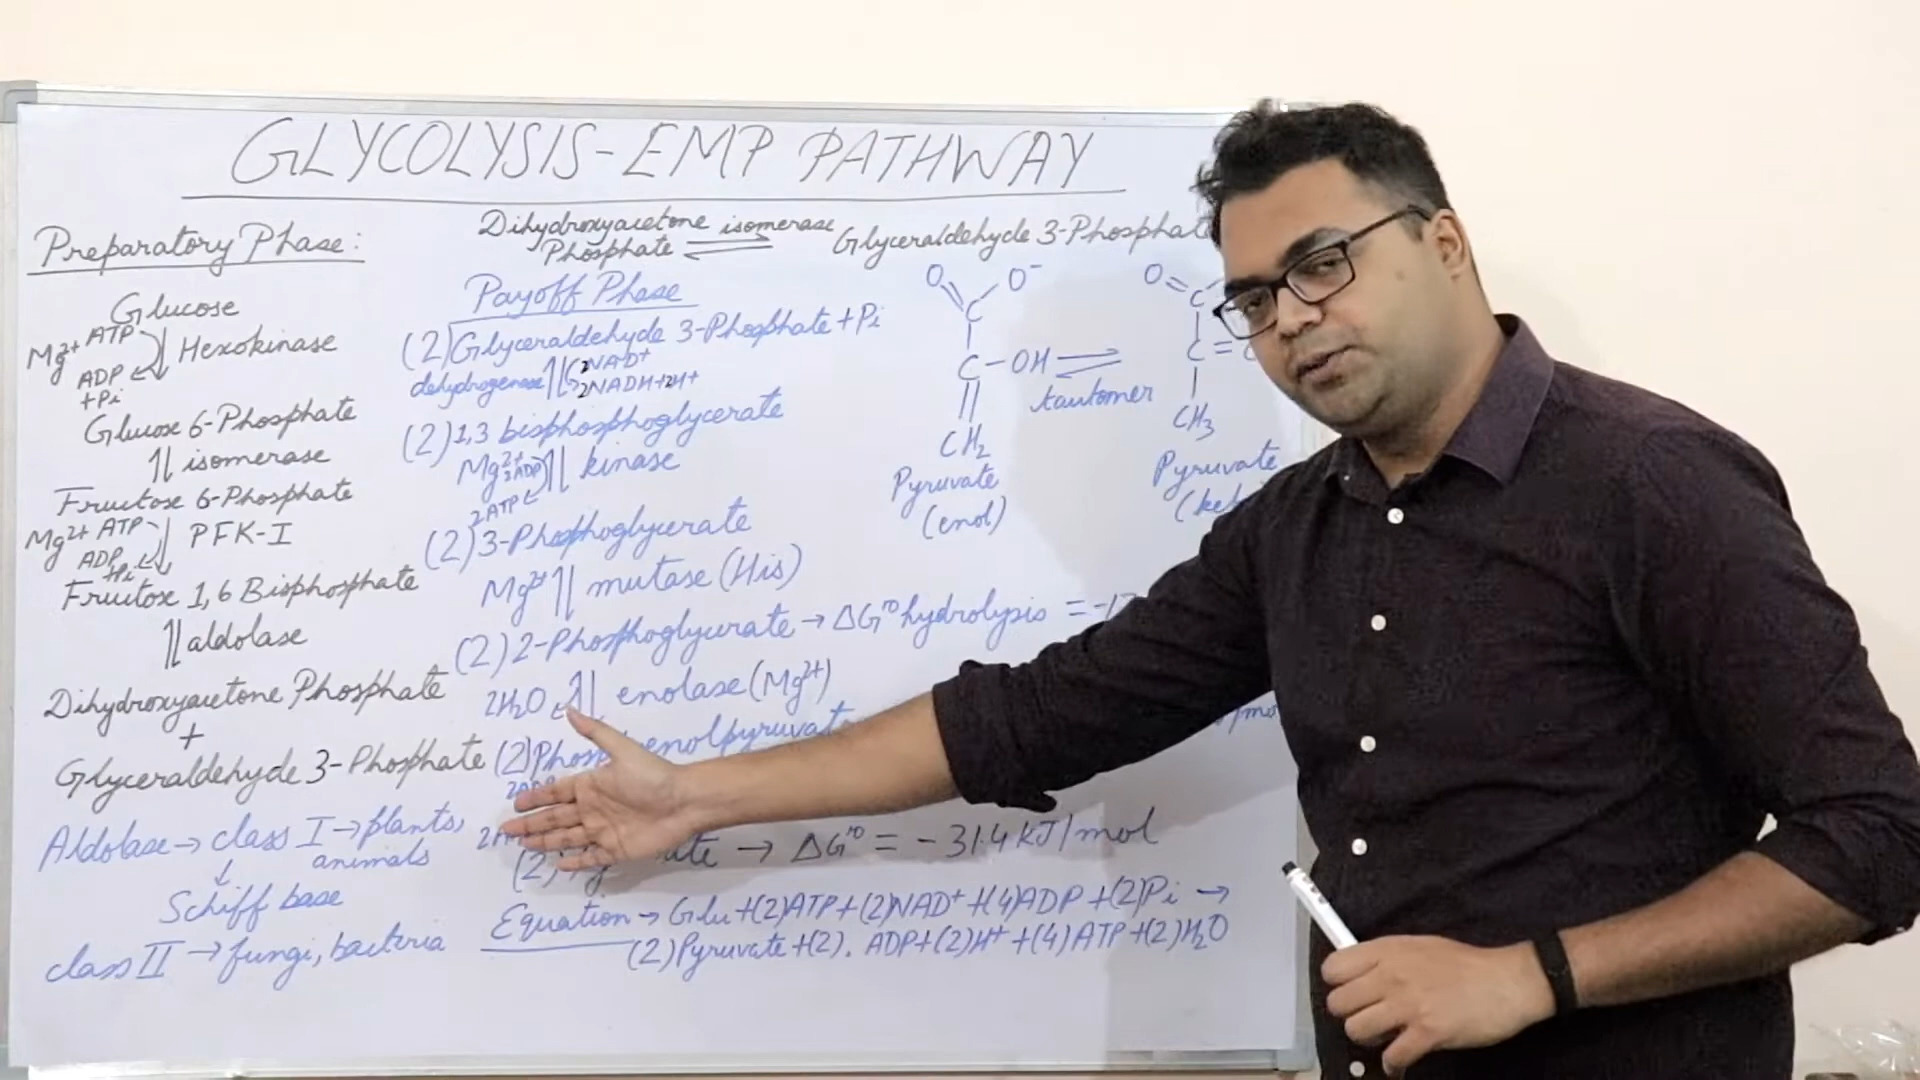 GLYCOLYSIS-EMP PATHWAY
Preparatory Phase:
Glucose
Mg2+ ATP
Hexokinase
ADP
+Pi
Glucose 6-Phosphate
isomerase
Fructose 6-Phosphate
Mg2+ ATP
PFK-I
ADP
+Pi
Fructose 1,6 Bisphosphate
aldolase
Dihydroxyacetone Phosphate
+
Glyceraldehyde 3-Phosphate
Aldolase → class I → plants,
animals
↓
Schiff base
class II → fungi, bacteria
Dihydroxyacetone isomerase
Phosphate ⇌ Glyceraldehyde 3-Phosphate
Payoff Phase
(2) Glyceraldehyde 3-Phosphate + Pi
dehydrogenase 2NAD+
2NADH+2H+
(2) 1,3 bisphosphoglycerate
Mg2+ 2ADP kinase
2ATP
(2) 3-Phosphoglycerate
Mg2+ mutase (His)
(2) 2-Phosphoglycerate → ΔG'° hydrolysis =
2H2O enolase (Mg2+)
(2)
→ ΔG'° = -31.4 KJ/mol
Equation → Glu +(2)ATP+(2)NAD+ +(4)ADP +(2)Pi →
(2)Pyruvate +(2). ADP+(2)H+ +(4)ATP+(2)H2O
O O-
C
C-OH ⇌
tautomer
CH2
Pyruvate
(enol)
O=C
C=
CH3
Pyruvate